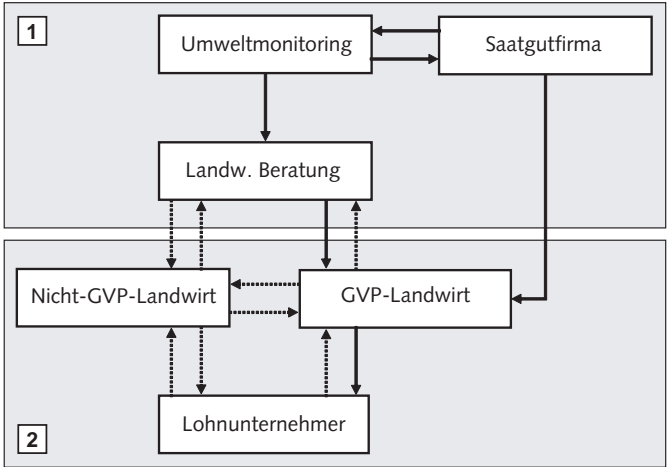 1
Umweltmonitoring
Saatgutfirma
Landw. Beratung
Nicht-GVP-Landwirt
GVP-Landwirt
Lohnunternehmer
2